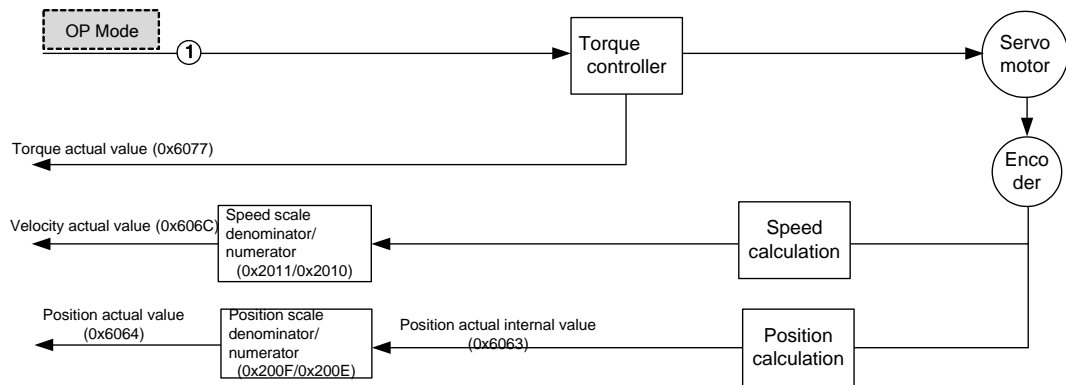 OP Mode
1
Torque
controller
Servo
motor
Torque actual value (0x6077)
Enco
der
Velocity actual value (0x606C)
Speed scale
denominator/
numerator
(0x2011/0x2010)
Speed
calculation
Position actual value
(0x6064)
Position scale
denominator/
numerator
(0x200F/0x200E)
Position actual internal value
(0x6063)
Position
calculation